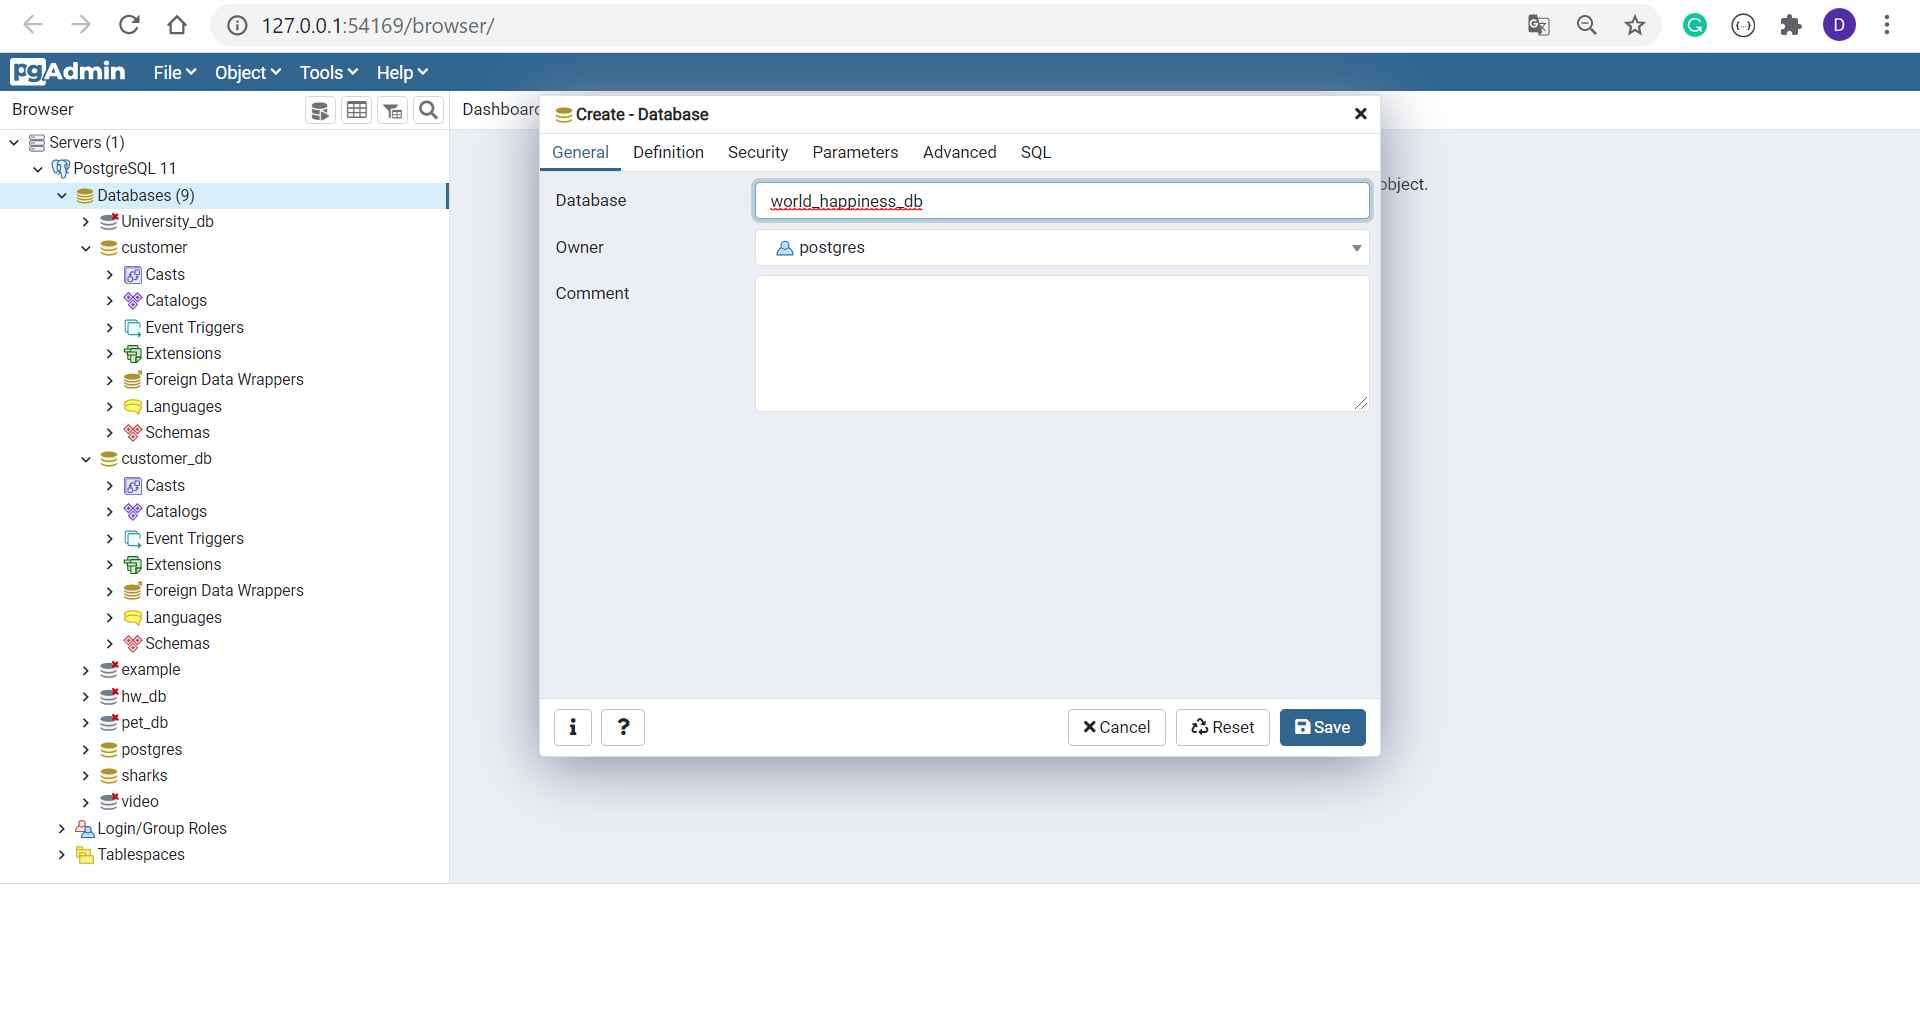 127.0.0.1:54169/browser/
D
pgAdmin File Object Tools Help
Browser
Dashboard
Servers (1)
PostgreSQL 11
Databases (9)
University_db
customer
Casts
Catalogs
Event Triggers
Extensions
Foreign Data Wrappers
Languages
Schemas
customer_db
Casts
Catalogs
Event Triggers
Extensions
Foreign Data Wrappers
Languages
Schemas
example
hw_db
pet_db
postgres
sharks
video
Login/Group Roles
Tablespaces
Create - Database
General Definition Security Parameters Advanced SQL
Database world_happiness_db
Owner postgres
Comment
object.
i ? Cancel Reset Save